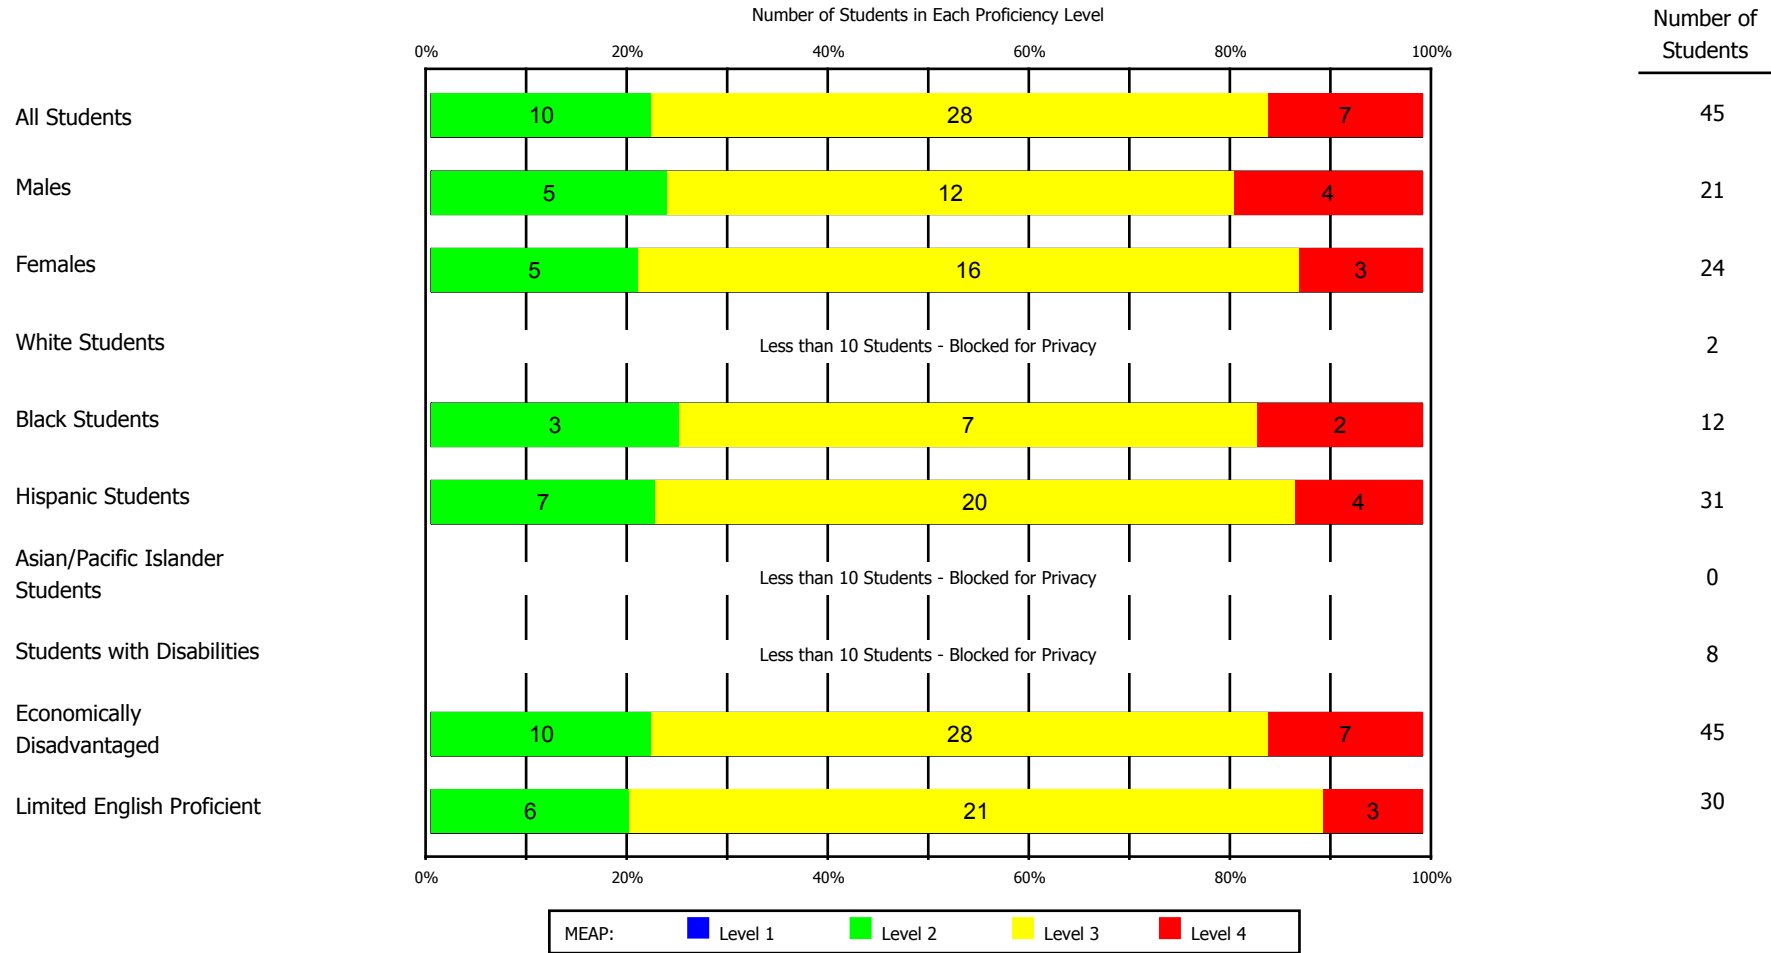 Number of Students in Each Proficiency Level
Number of
Students
0% 20% 40% 60% 80% 100%
All Students 10 28 7 45
Males 5 12 4 21
Females 5 16 3 24
White Students Less than 10 Students - Blocked for Privacy 2
Black Students 3 7 2 12
Hispanic Students 7 20 4 31
Asian/Pacific Islander
Students Less than 10 Students - Blocked for Privacy 0
Students with Disabilities Less than 10 Students - Blocked for Privacy 8
Economically
Disadvantaged 10 28 7 45
Limited English Proficient 6 21 3 30
0% 20% 40% 60% 80% 100%
MEAP: Level 1 Level 2 Level 3 Level 4